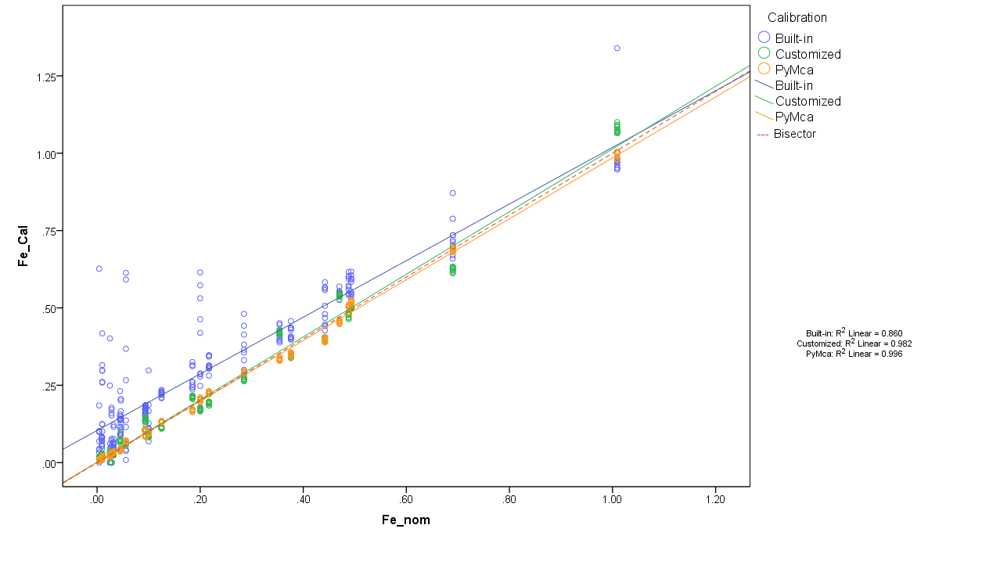 Calibration
Built-in
Customized
PyMca
Built-in
Customized
PyMca
Bisector
1.25
1.00
.75
.50
.25
.00
Fe_Cal
.00 .20 .40 .60 .80 1.00 1.20
Fe_nom
Built-in: R2 Linear = 0.860
Customized: R2 Linear = 0.982
PyMca: R2 Linear = 0.996